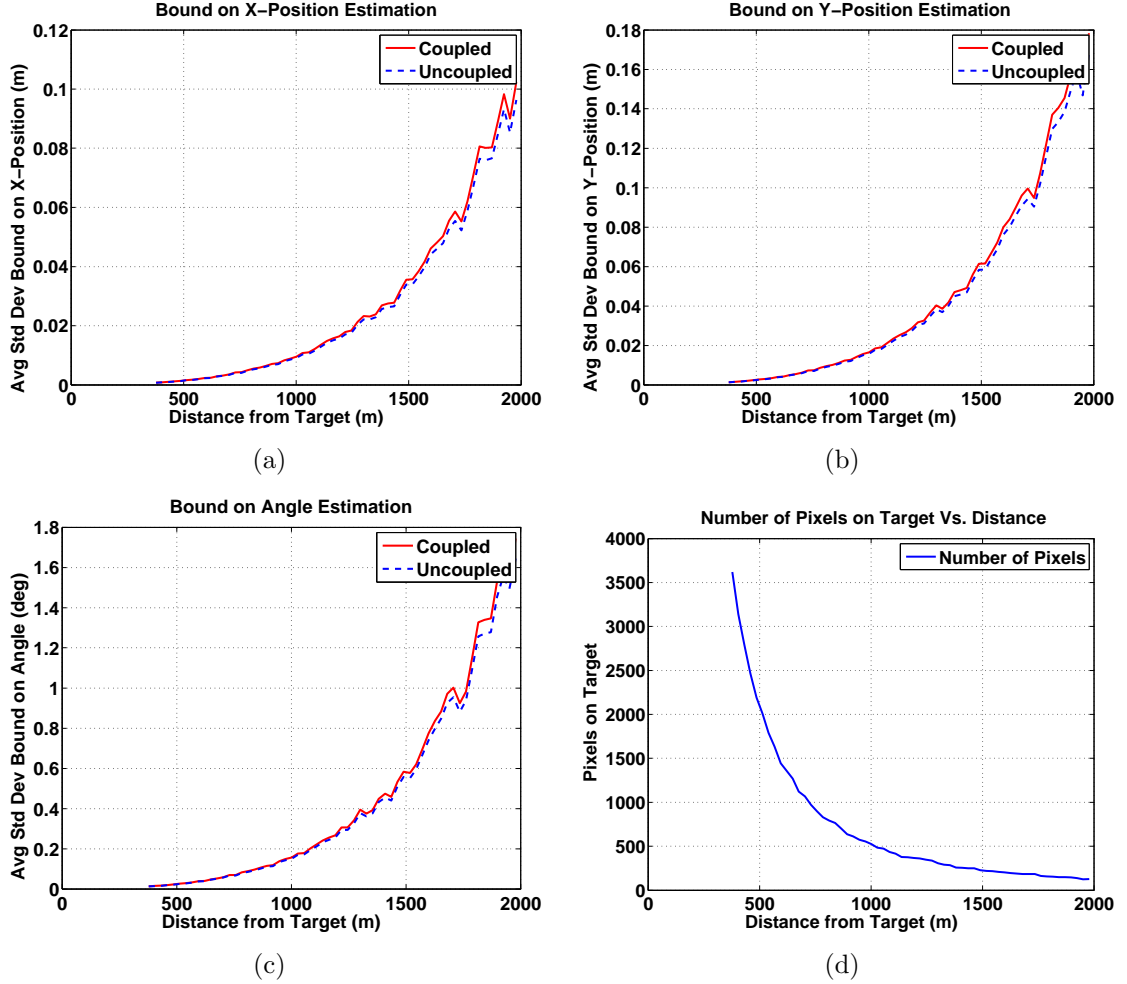 Bound on X−Position Estimation
Avg Std Dev Bound on X−Position (m)
0.12
0.1
0.08
0.06
0.04
0.02
0
0 500 1000 1500 2000
Distance from Target (m)
Coupled
Uncoupled
(a)
Bound on Y−Position Estimation
Avg Std Dev Bound on Y−Position (m)
0.18
0.16
0.14
0.12
0.1
0.08
0.06
0.04
0.02
0
0 500 1000 1500 2000
Distance from Target (m)
Coupled
Uncoupled
(b)
Bound on Angle Estimation
Avg Std Dev Bound on Angle (deg)
1.8
1.6
1.4
1.2
1
0.8
0.6
0.4
0.2
0
0 500 1000 1500 2000
Distance from Target (m)
Coupled
Uncoupled
(c)
Number of Pixels on Target Vs. Distance
Pixels on Target
4000
3500
3000
2500
2000
1500
1000
500
0
0 500 1000 1500 2000
Distance from Target (m)
Number of Pixels
(d)